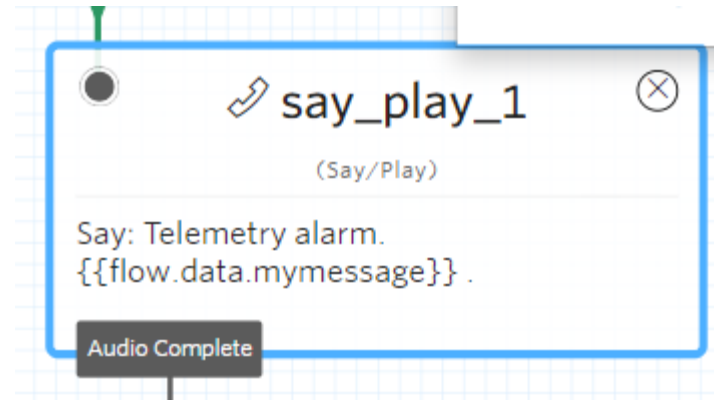 say_play_1
(Say/Play)
Say: Telemetry alarm.
{{flow.data.mymessage}} .
Audio Complete